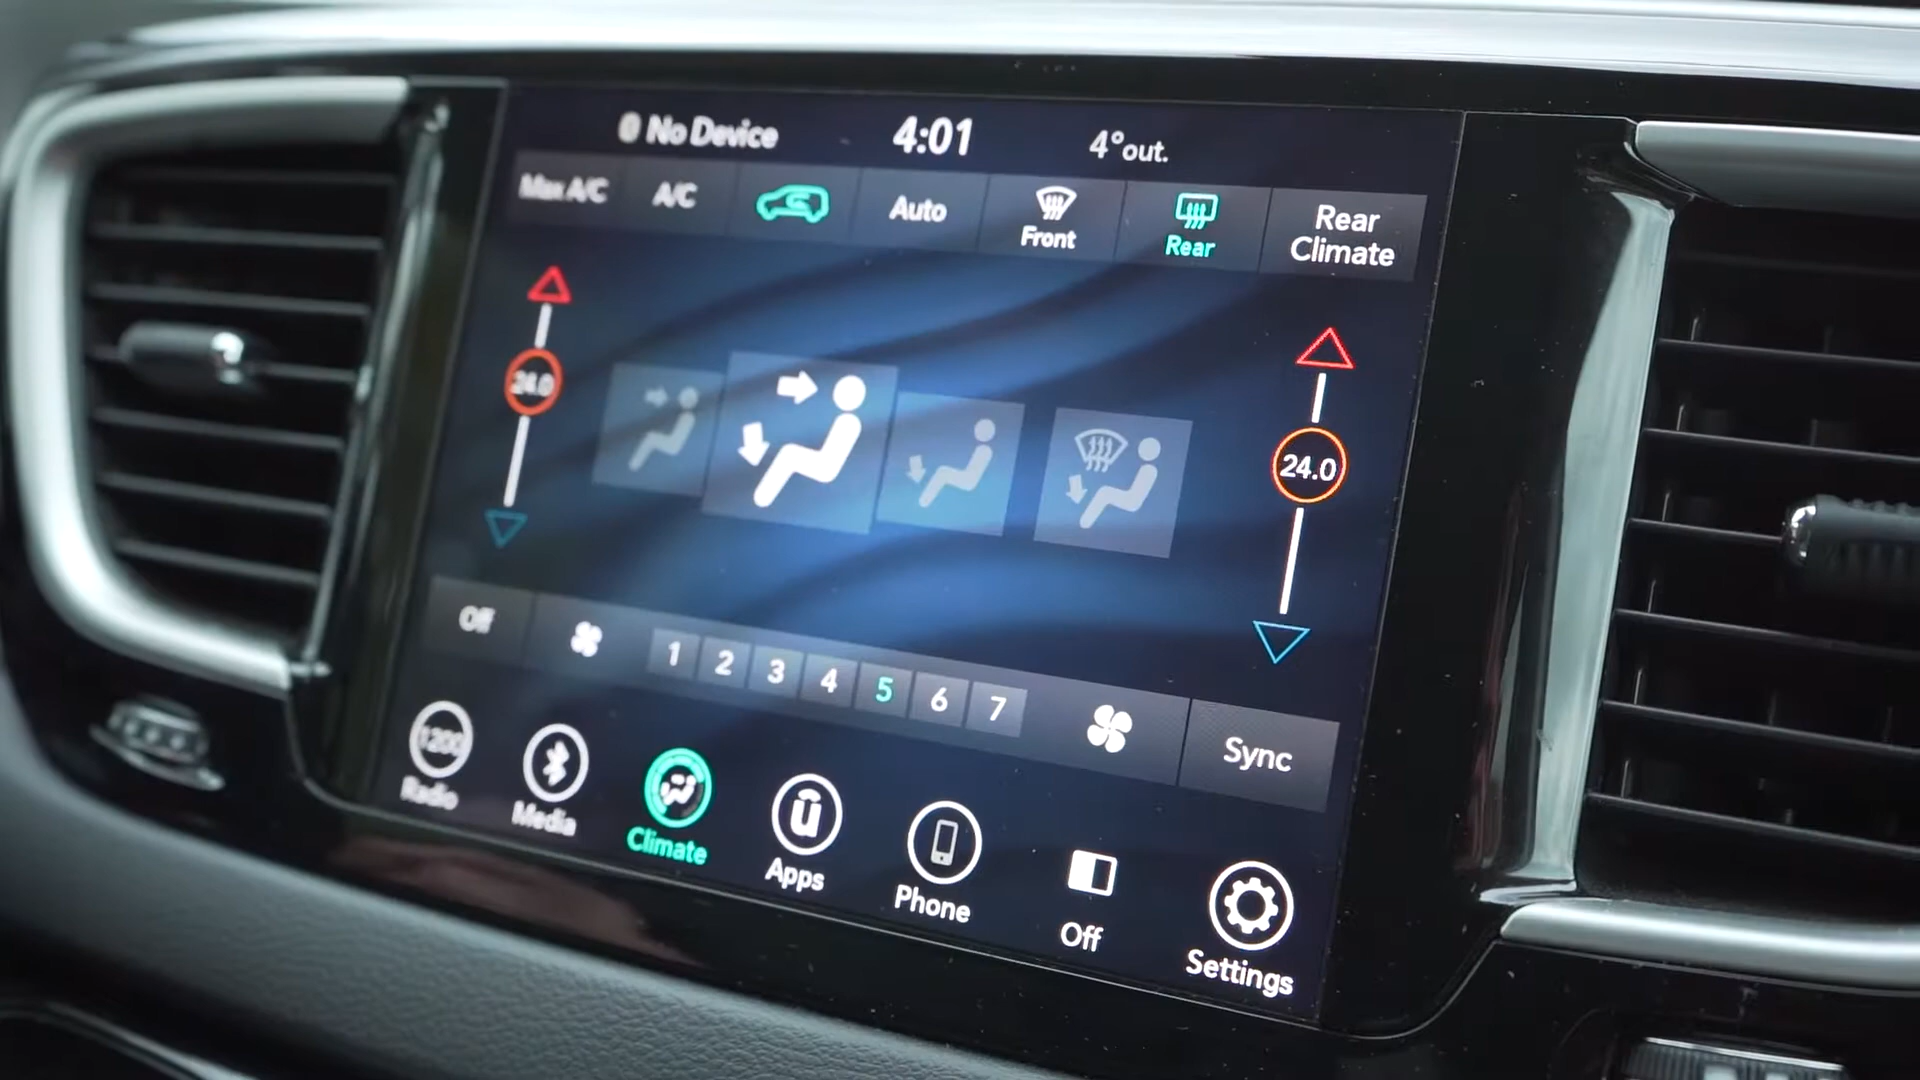 No Device
4:01
4°out.
Max A/C
A/C
Auto
Front
Rear
Rear
Climate
24.0
24.0
Off
1
2
3
4
5
6
7
Sync
1200
Radio
Media
Climate
Apps
Phone
Off
Settings